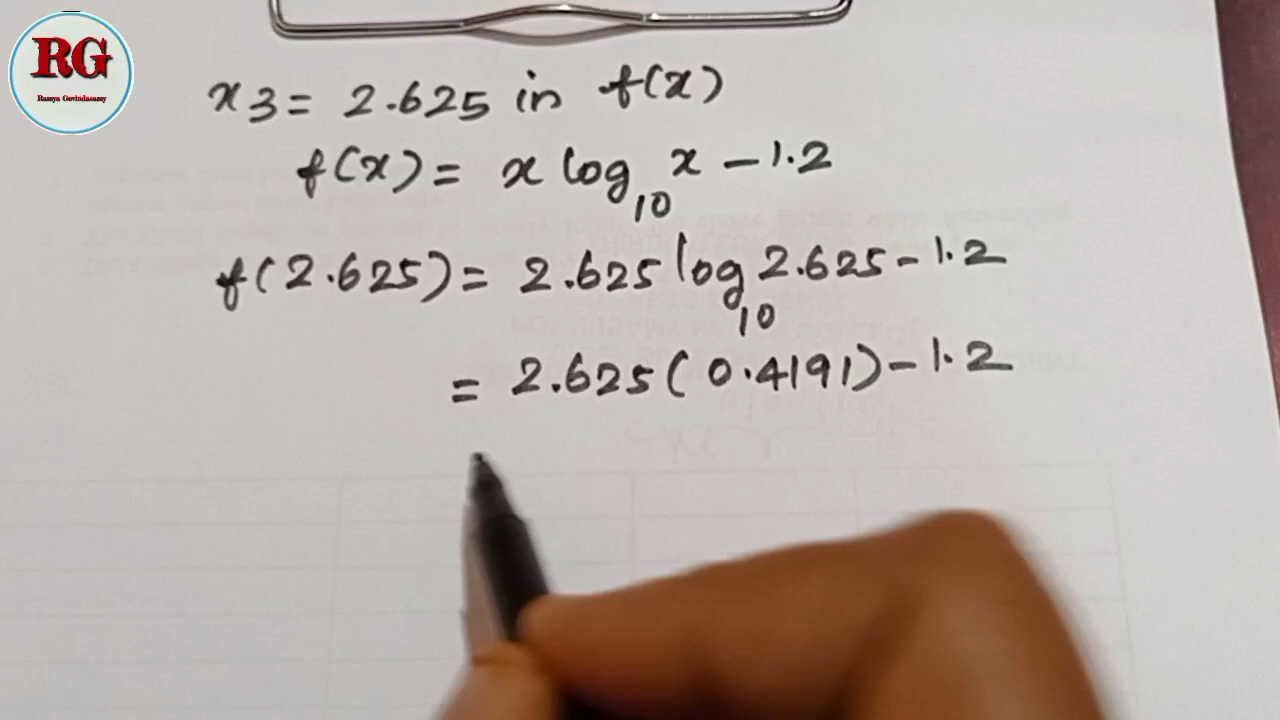 RG
Ramya Govindasamy
x3 = 2.625 in f(x)
f(x) = x log10 x - 1.2
f(2.625) = 2.625 log10 2.625 - 1.2
= 2.625 (0.4191) - 1.2